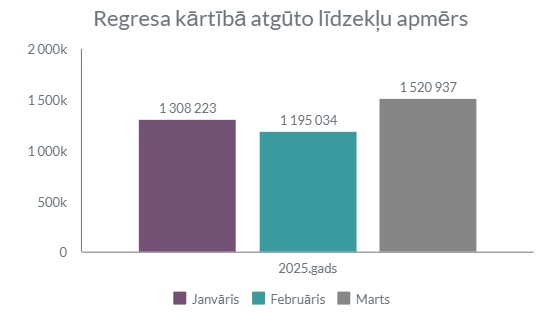 Regresa kārtībā atgūto līdzekļu apmērs
2 000k
1 500k
1 000k
500k
0
1 308 223
1 195 034
1 520 937
2025.gads
Janvāris Februāris Marts